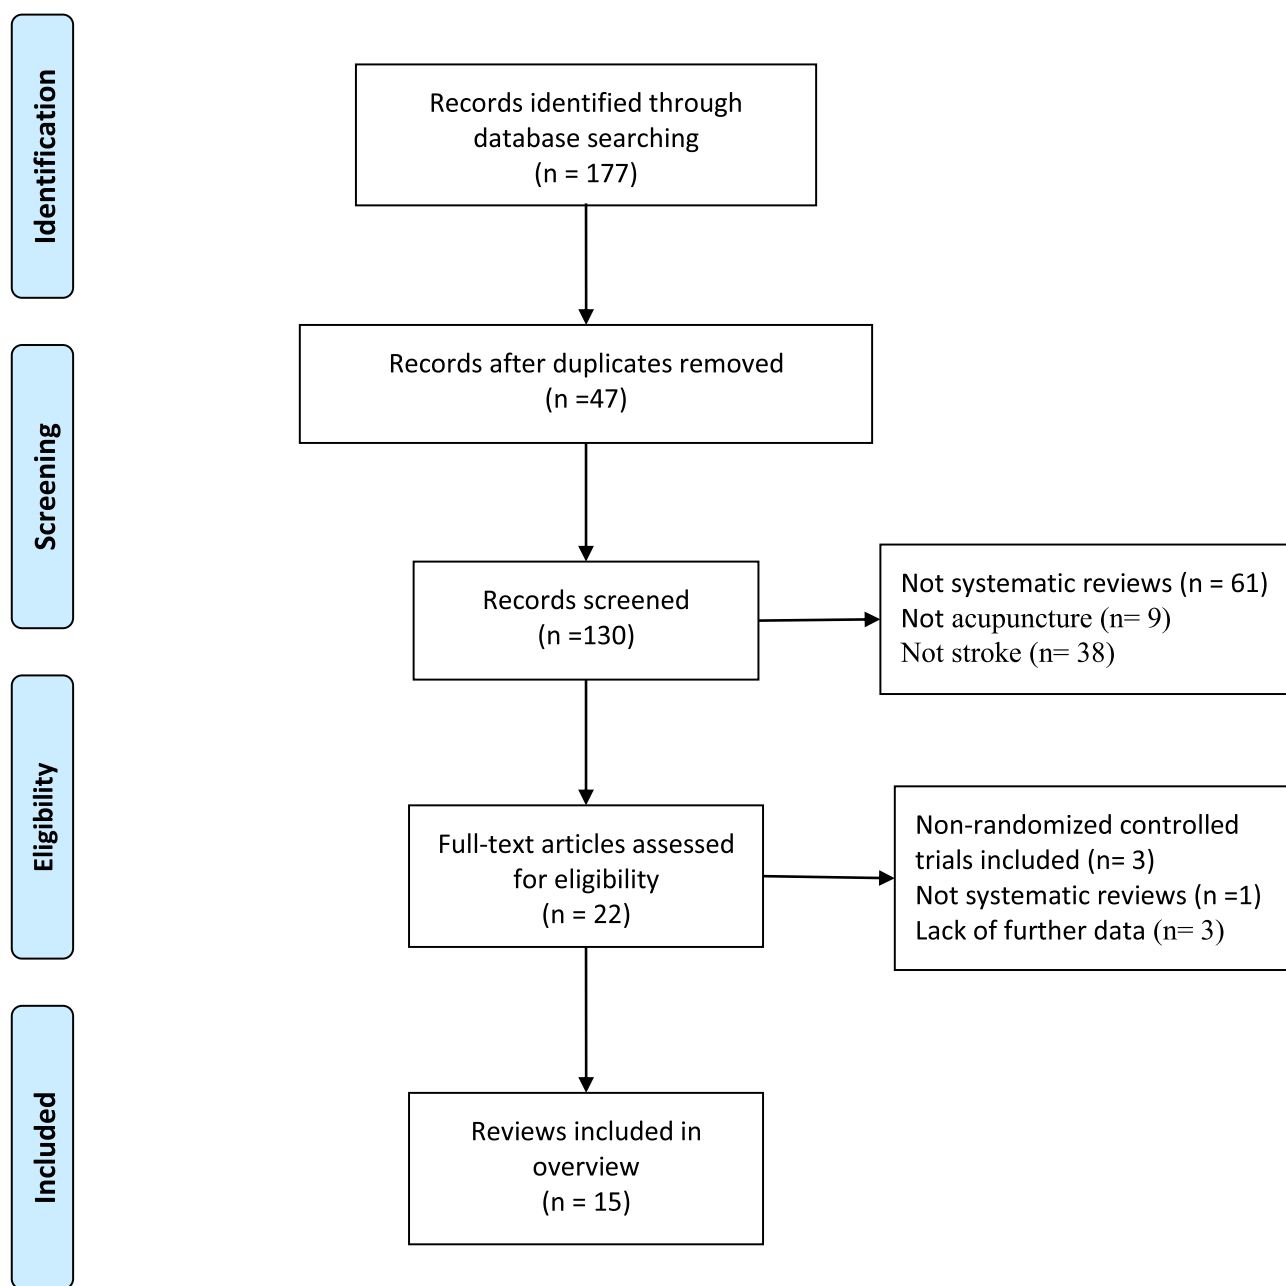 Identification
Records identified through
database searching
(n = 177)
Records after duplicates removed
(n =47)
Screening
Records screened
(n =130)
Not systematic reviews (n = 61)
Not acupuncture (n= 9)
Not stroke (n= 38)
Eligibility
Full-text articles assessed
for eligibility
(n = 22)
Non-randomized controlled
trials included (n= 3)
Not systematic reviews (n =1)
Lack of further data (n= 3)
Included
Reviews included in
overview
(n = 15)